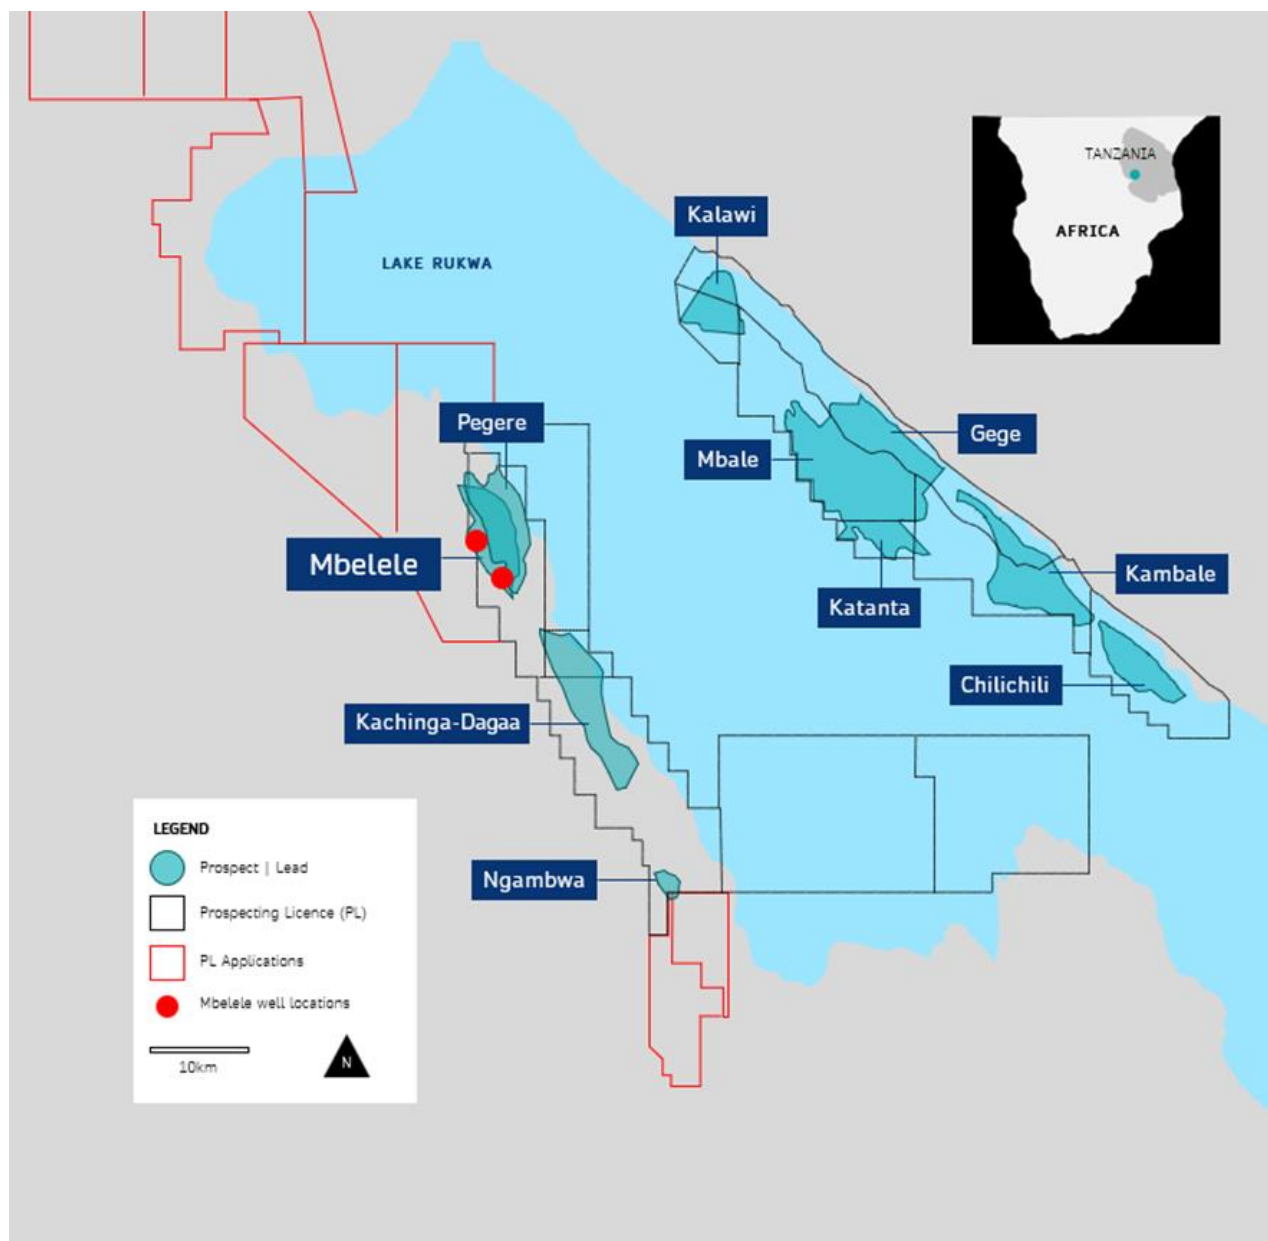 TANZANIA
AFRICA
Kalawi
LAKE RUKWA
Pegere
Gege
Mbale
Mbelele
Kambale
Katanta
Chilichili
Kachinga-Dagaa
Ngambwa
LEGEND
Prospect | Lead
Prospecting Licence (PL)
PL Applications
Mbelele well locations
10km
N